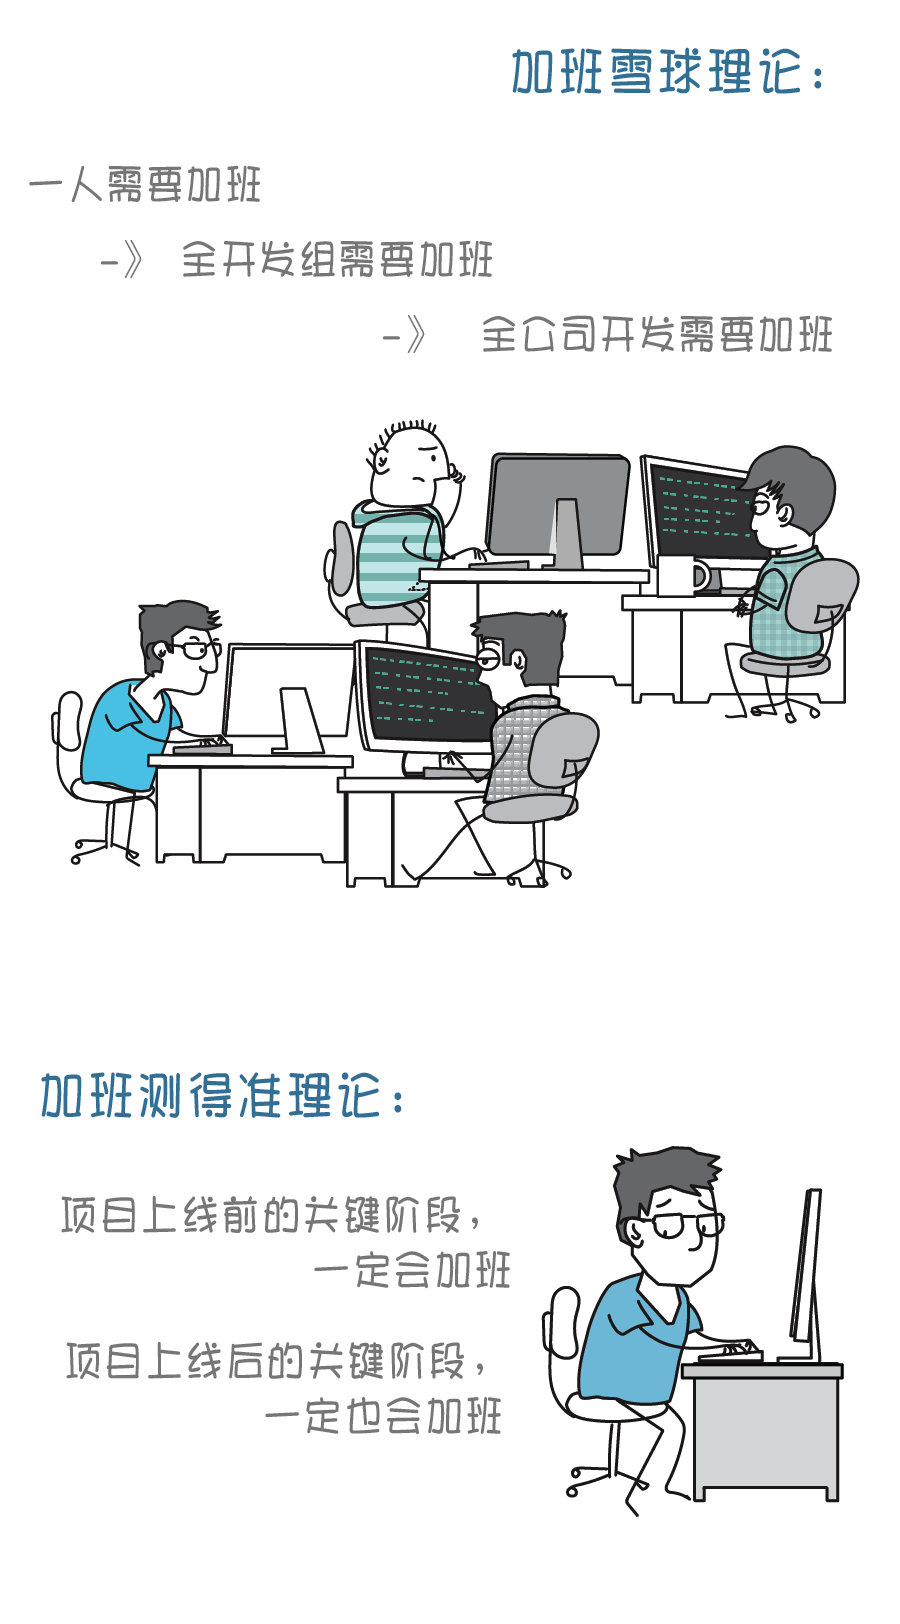 加班雪球理论：
一人需要加班
-》 全开发组需要加班
-》 全公司开发需要加班
加班测得准理论：
项目上线前的关键阶段，
一定会加班
项目上线后的关键阶段，
一定也会加班